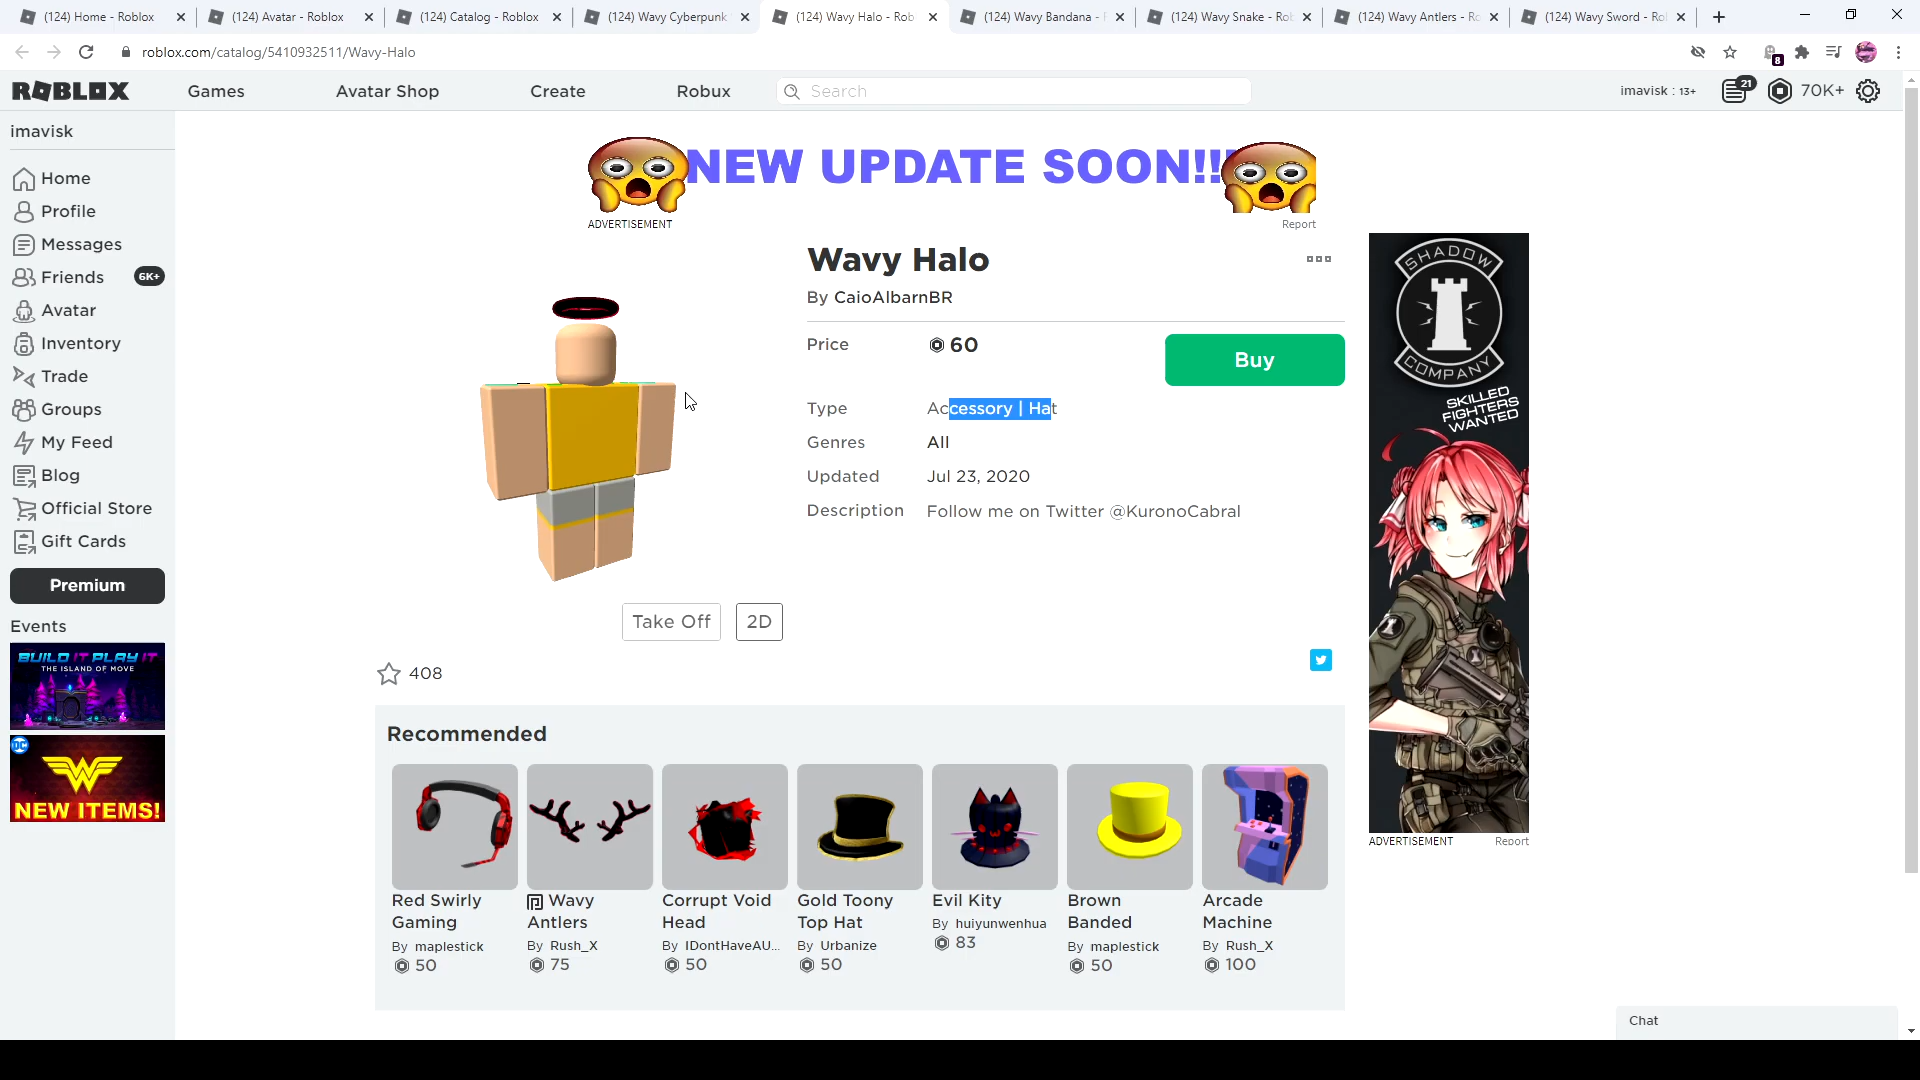 (124) Home - Roblox
(124) Avatar - Roblox
(124) Catalog - Roblox
(124) Wavy Cyberpunk
(124) Wavy Halo - Rob
(124) Wavy Bandana -
(124) Wavy Snake - Ro
(124) Wavy Antlers - Ro
(124) Wavy Sword - Ro
roblox.com/catalog/5410932511/Wavy-Halo
8
ROBLOX
Games
Avatar Shop
Create
Robux
Search
imavisk : 13+
21
70K+
imavisk
Home
Profile
Messages
Friends
6K+
Avatar
Inventory
Trade
Groups
My Feed
Blog
Official Store
Gift Cards
Premium
Events
BUILD IT PLAY IT
THE ISLAND OF MOVE
DC
NEW ITEMS!
NEW UPDATE SOON!!!
ADVERTISEMENT
Report
Wavy Halo
By CaioAlbarnBR
Price
60
Buy
Type
Accessory | Hat
Genres
All
Updated
Jul 23, 2020
Description
Follow me on Twitter @KuronoCabral
Take Off
2D
408
Recommended
Red Swirly
Gaming
By maplestick
50
Wavy
Antlers
By Rush_X
75
Corrupt Void
Head
By IDontHaveAU...
50
Gold Toony
Top Hat
By Urbanize
50
Evil Kity
By huiyunwenhua
83
Brown
Banded
By maplestick
50
Arcade
Machine
By Rush_X
100
SHADOW
COMPANY
SKILLED
FIGHTERS
WANTED
ADVERTISEMENT
Report
Chat